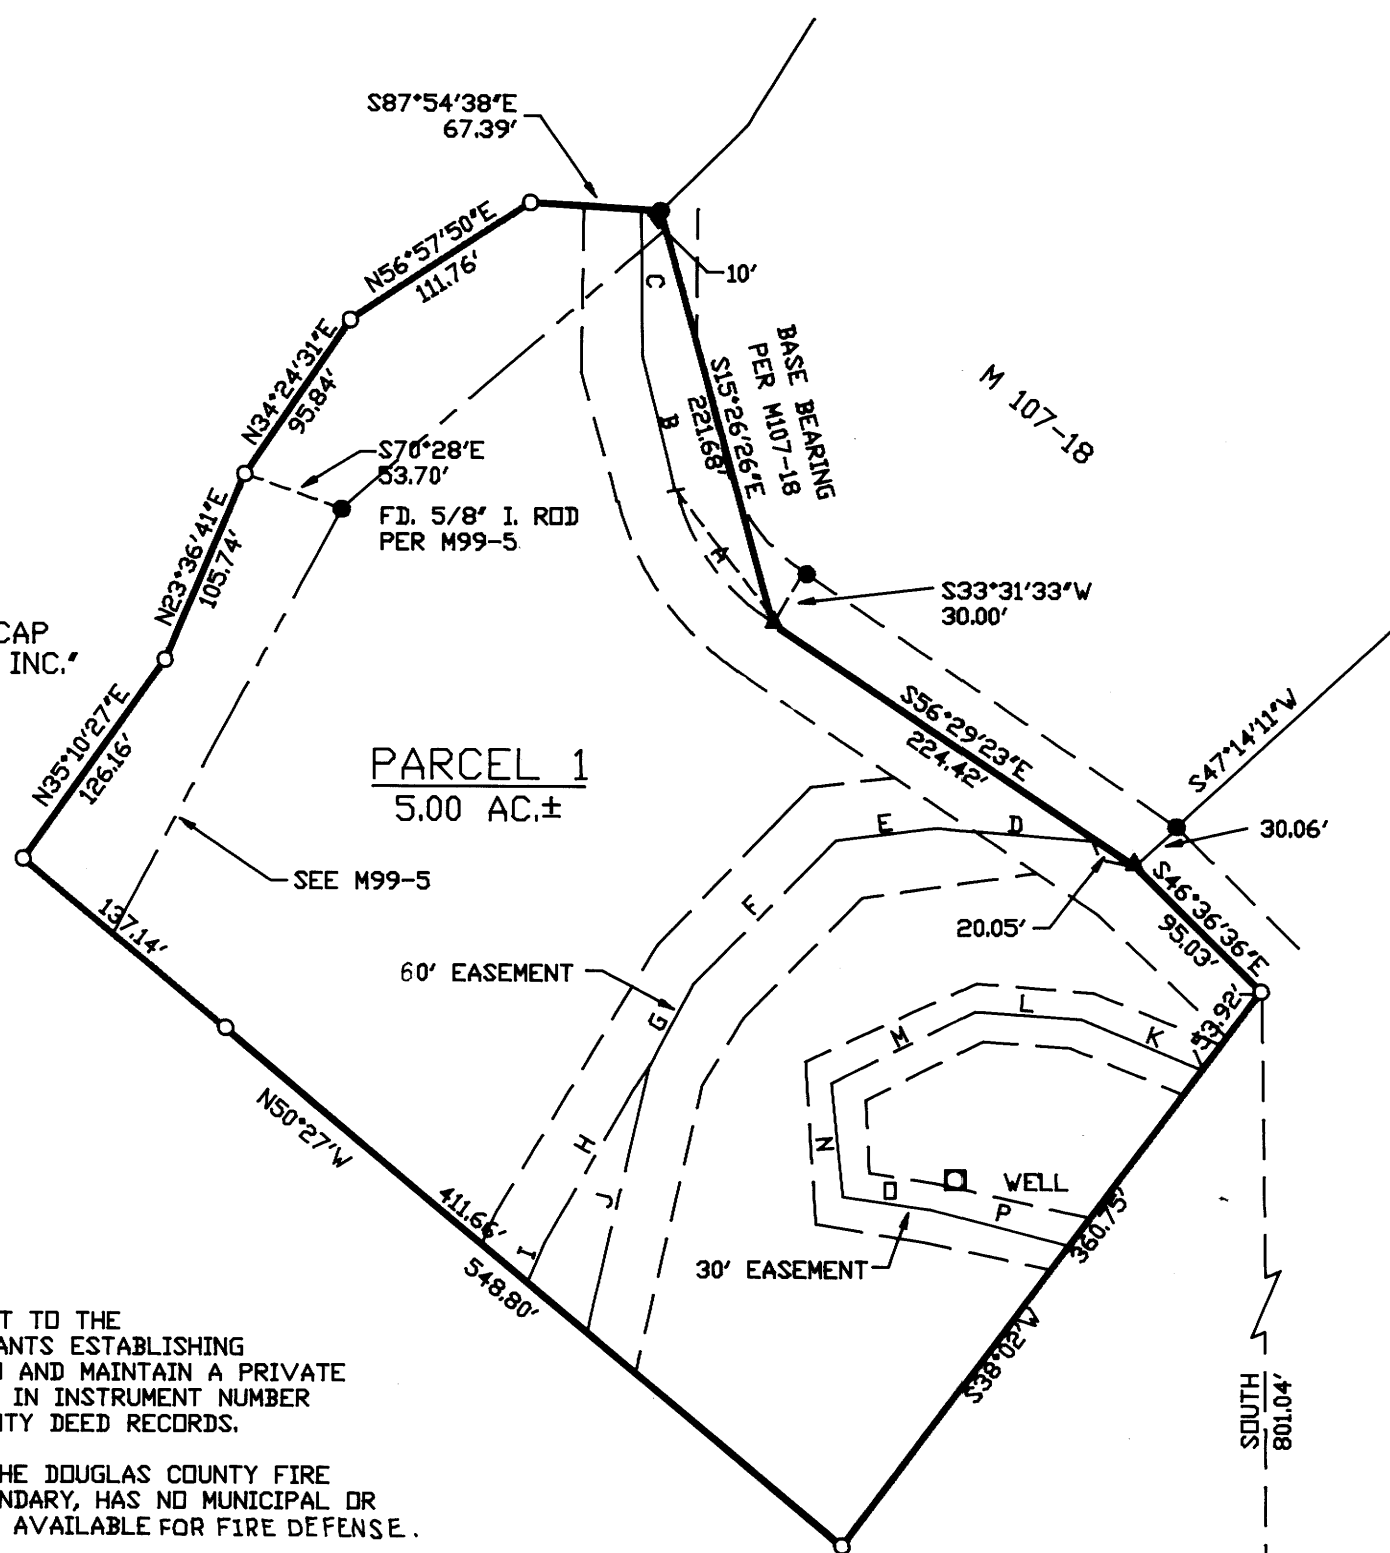 S87°54'38"E
67.39'
N56°57'50"E
111.76'
10'
C
BASE BEARING
PER M107-18
S15°26'26"E
221.68'
M 107-18
N34°24'31"E
95.84'
B
S70°28'E
53.70'
FD. 5/8" I. ROD
PER M99-5
A
N23°36'41"E
105.74'
S33°31'33"W
30.00'
CAP
INC."
N35°10'27"E
126.16'
S56°29'23"E
224.42'
S47°14'11"W
PARCEL 1
5.00 AC.±
E
D
30.06'
SEE M99-5
F
20.05'
S46°36'36"E
95.03'
137.14'
60' EASEMENT
G
L
M
K
53.92'
N50°27'W
H
N
J
O
WELL
P
411.66'
I
360.75'
548.80'
30' EASEMENT
S38°02'W
SOUTH
801.04'
T TO THE
ANTS ESTABLISHING
AND MAINTAIN A PRIVATE
IN INSTRUMENT NUMBER
TY DEED RECORDS.
HE DOUGLAS COUNTY FIRE
NDARY, HAS NO MUNICIPAL OR
AVAILABLE FOR FIRE DEFENSE.